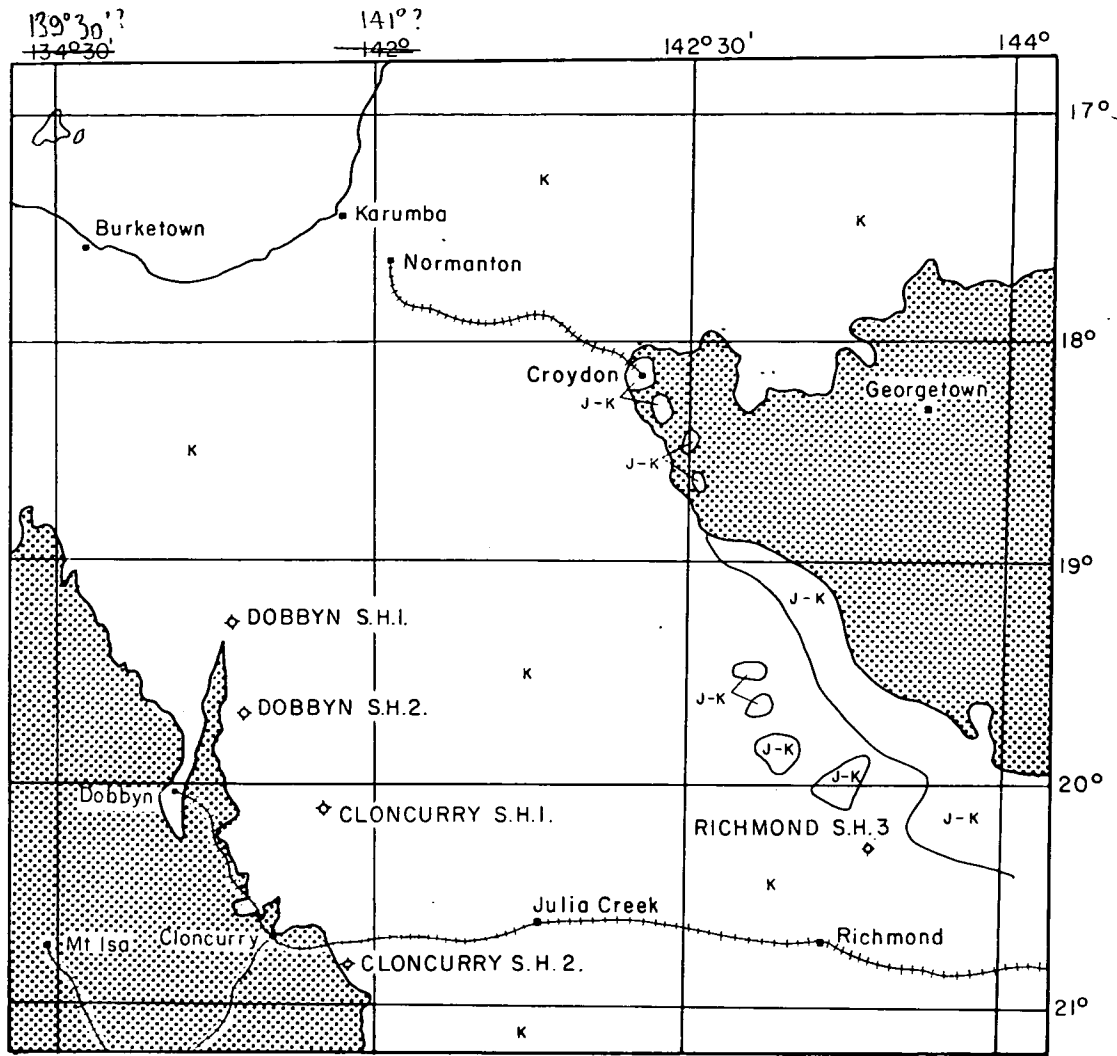 139°30'? 141°?
134°30' 142° 142°30' 144°
17°
K
K
Karumba
Burketown
Normanton
18°
Croydon
Georgetown
J-K
K
J-K
19°
J-K
DOBBYN S.H.1.
K
J-K
DOBBYN S.H.2.
J-K
J-K
20°
Dobbyn
CLONCURRY S.H.1.
RICHMOND S.H.3
J-K
K
Julia Creek
Mt Isa
Cloncurry
Richmond
CLONCURRY S.H.2.
21°
K